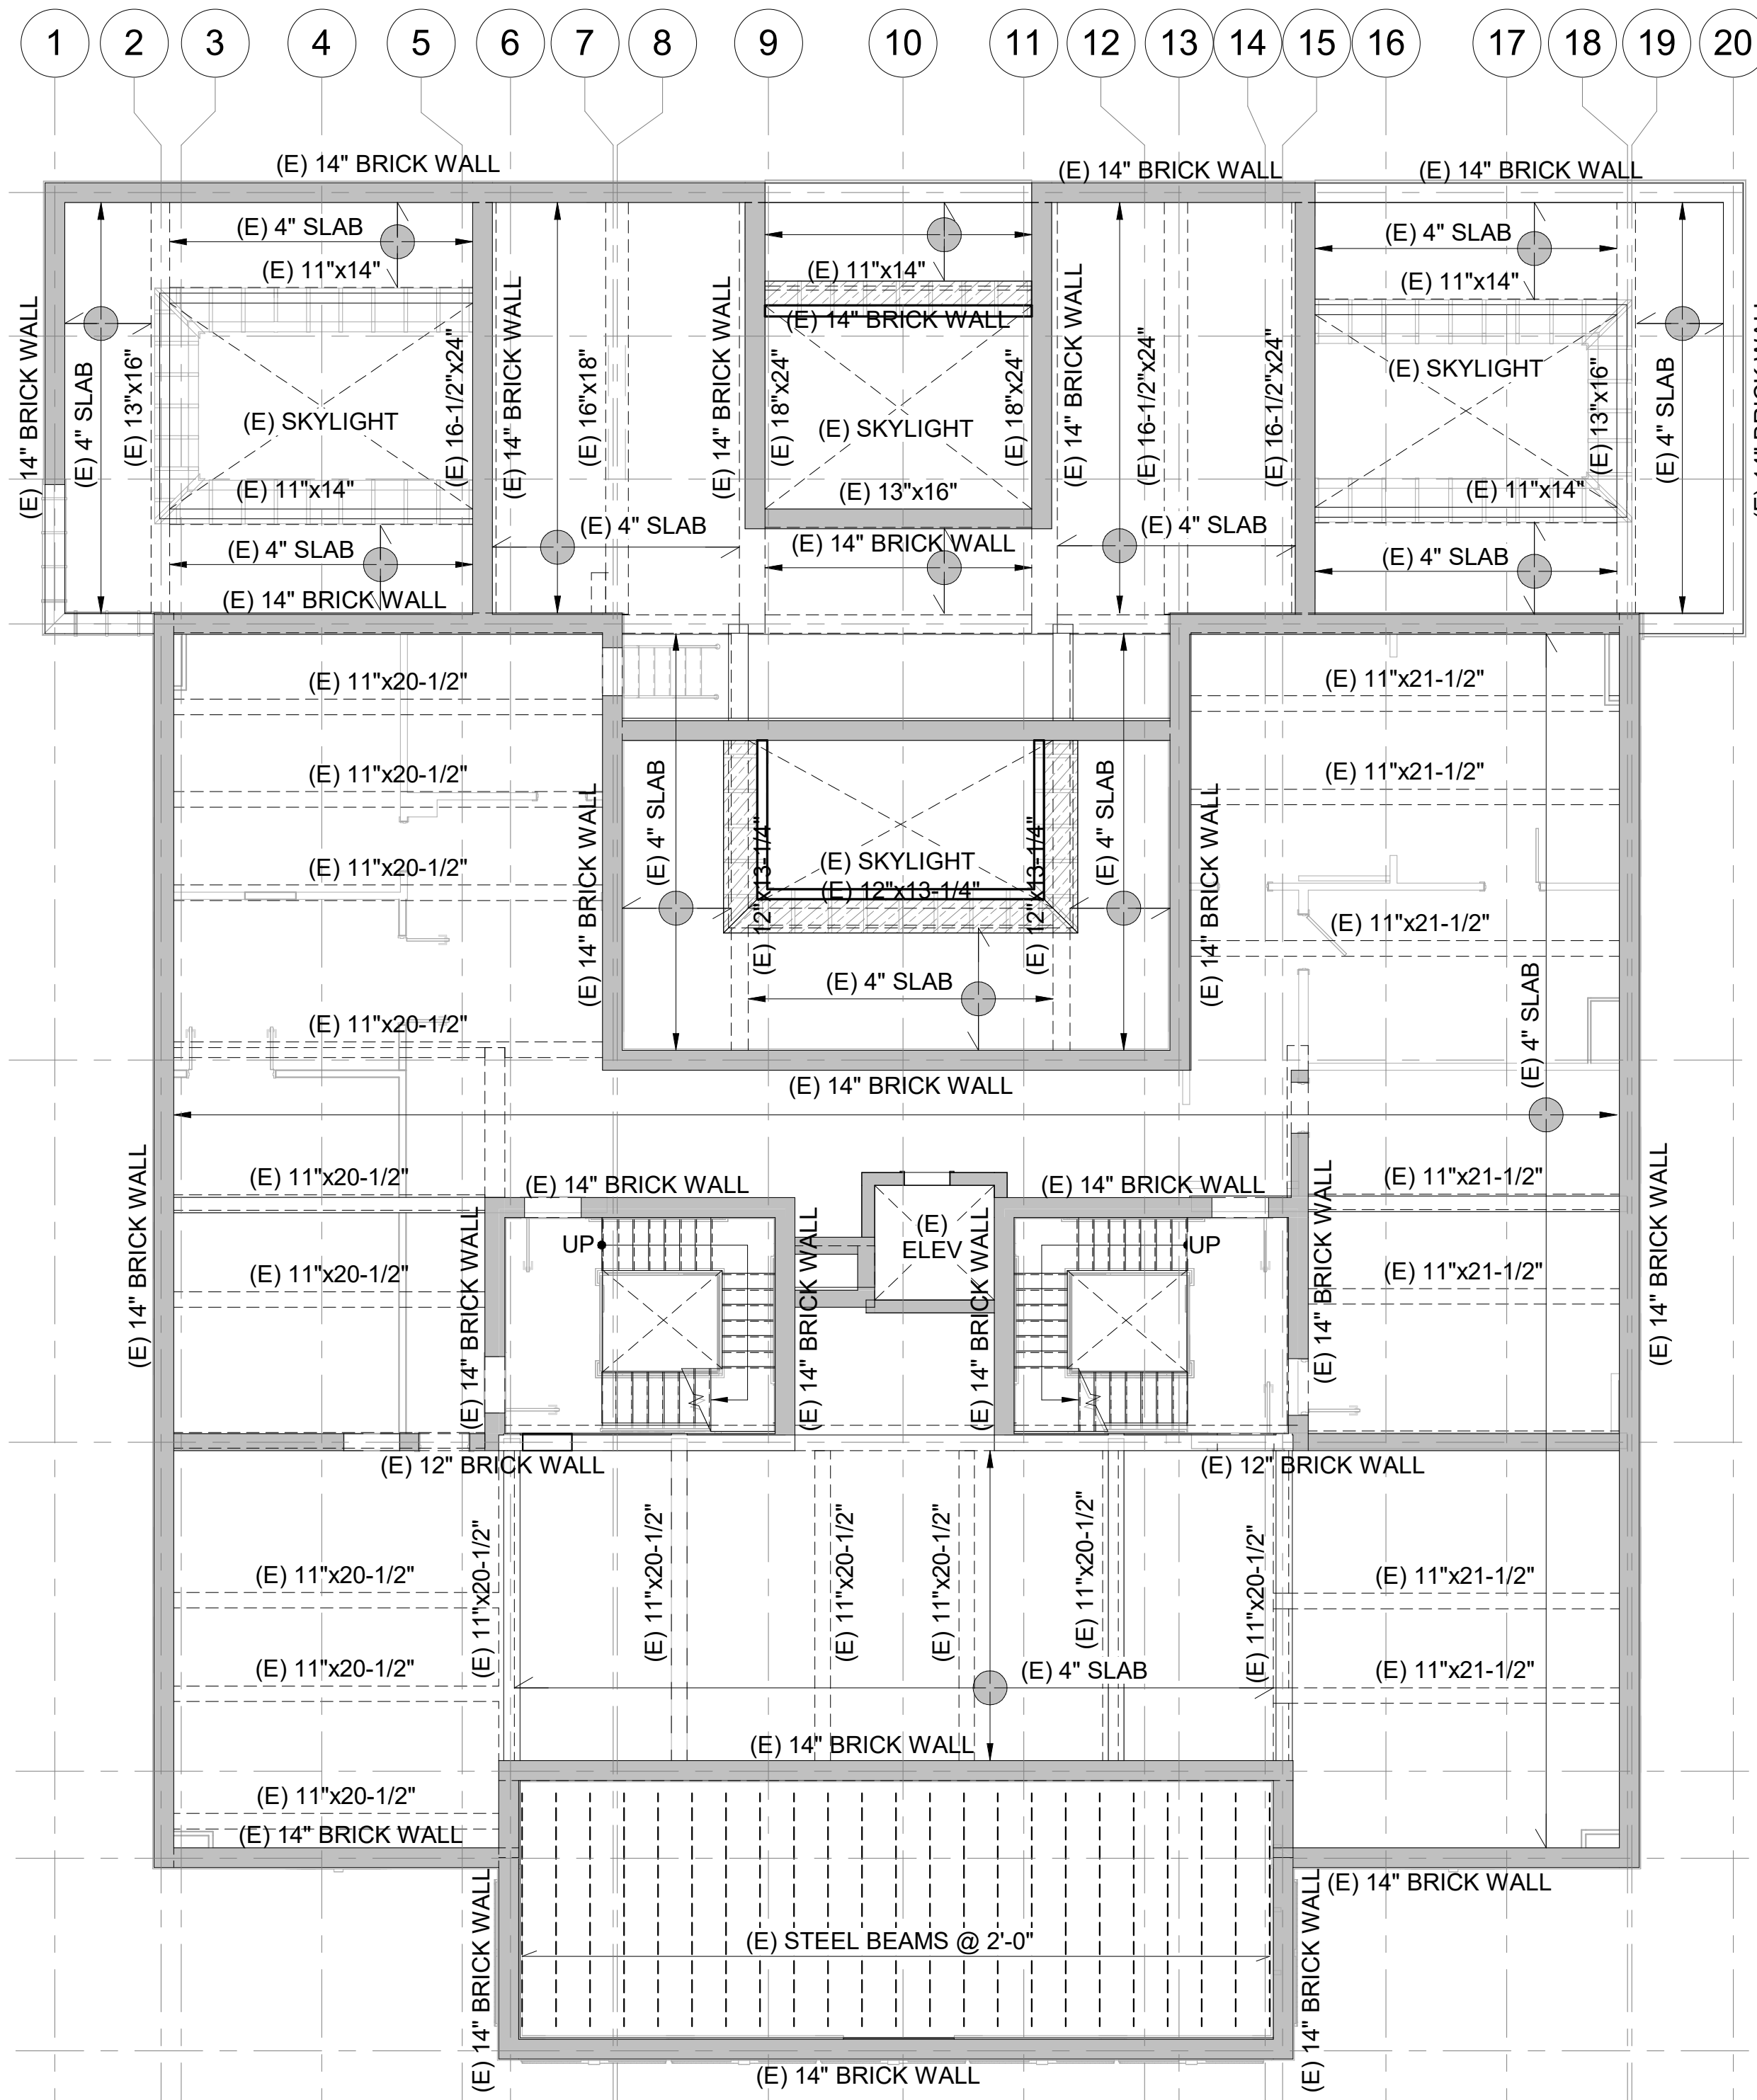 1 2 3 4 5 6 7 8 9 10 11 12 13 14 15 16 17 18 19 20
(E) 14" BRICK WALL
(E) 14" BRICK WALL
(E) 14" BRICK WALL
(E) 4" SLAB
(E) 11"x14"
(E) 11"x14"
(E) 4" SLAB
(E) 11"x14"
(E) 14" BRICK WALL
(E) 14" BRICK WALL
(E) 4" SLAB
(E) 13"x16"
(E) SKYLIGHT
(E) 16-1/2"x24"
(E) 14" BRICK WALL
(E) 16"x18"
(E) 14" BRICK WALL
(E) 18"x24"
(E) SKYLIGHT
(E) 18"x24"
(E) 14" BRICK WALL
(E) 16-1/2"x24"
(E) 16-1/2"x24"
(E) SKYLIGHT
(E) 13"x16"
(E) 4" SLAB
(E) 11"x14"
(E) 13"x16"
(E) 11"x14"
(E) 4" SLAB
(E) 4" SLAB
(E) 4" SLAB
(E) 14" BRICK WALL
(E) 4" SLAB
(E) 14" BRICK WALL
(E) 11"x20-1/2"
(E) 11"x21-1/2"
(E) 11"x20-1/2"
(E) 11"x21-1/2"
(E) 11"x20-1/2"
(E) 14" BRICK WALL
(E) 4" SLAB
(E) 12"x13-1/4"
(E) SKYLIGHT
(E) 12"x13-1/4"
(E) 12"x13-1/4"
(E) 4" SLAB
(E) 14" BRICK WALL
(E) 11"x21-1/2"
(E) 4" SLAB
(E) 4" SLAB
(E) 11"x20-1/2"
(E) 14" BRICK WALL
(E) 14" BRICK WALL
(E) 11"x20-1/2"
(E) 14" BRICK WALL
(E) 14" BRICK WALL
(E) 11"x21-1/2"
(E) 14" BRICK WALL
(E) 14" BRICK WALL
UP
(E) 14" BRICK WALL
(E)
ELEV
(E) 14" BRICK WALL
UP
(E) 14" BRICK WALL
(E) 11"x20-1/2"
(E) 11"x21-1/2"
(E) 12" BRICK WALL
(E) 12" BRICK WALL
(E) 11"x20-1/2"
(E) 11"x20-1/2"
(E) 11"x20-1/2"
(E) 11"x20-1/2"
(E) 11"x20-1/2"
(E) 11"x20-1/2"
(E) 11"x20-1/2"
(E) 11"x21-1/2"
(E) 11"x20-1/2"
(E) 4" SLAB
(E) 11"x21-1/2"
(E) 14" BRICK WALL
(E) 11"x20-1/2"
(E) 14" BRICK WALL
(E) 14" BRICK WALL
(E) 14" BRICK WALL
(E) STEEL BEAMS @ 2'-0"
(E) 14" BRICK WALL
(E) 14" BRICK WALL